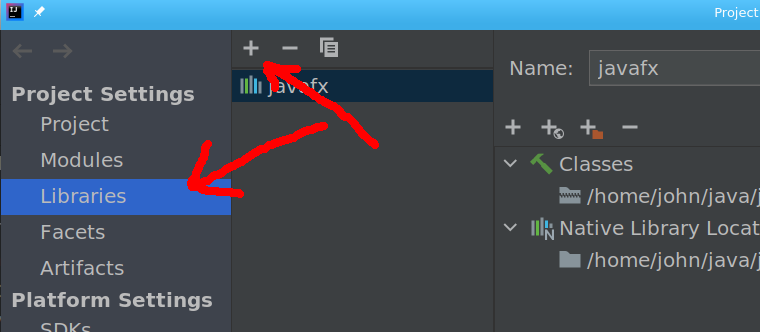 Project
Project Settings
Project
Modules
Libraries
Facets
Artifacts
Platform Settings
SDKs
javafx
Name: javafx
Classes
/home/john/java/j
Native Library Locat
/home/john/java/j